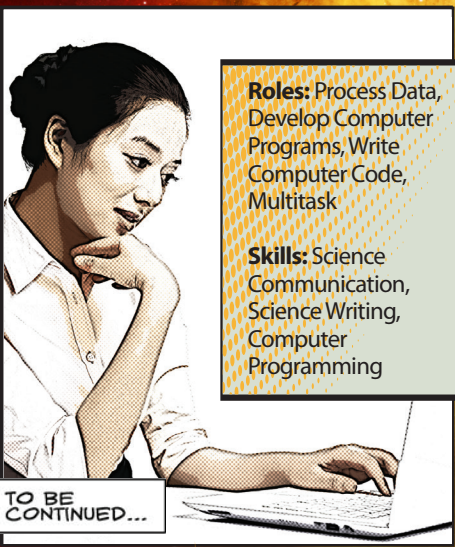 Roles: Process Data,
Develop Computer
Programs, Write
Computer Code,
Multitask
Skills: Science
Communication,
Science Writing,
Computer
Programming
TO BE
CONTINUED...